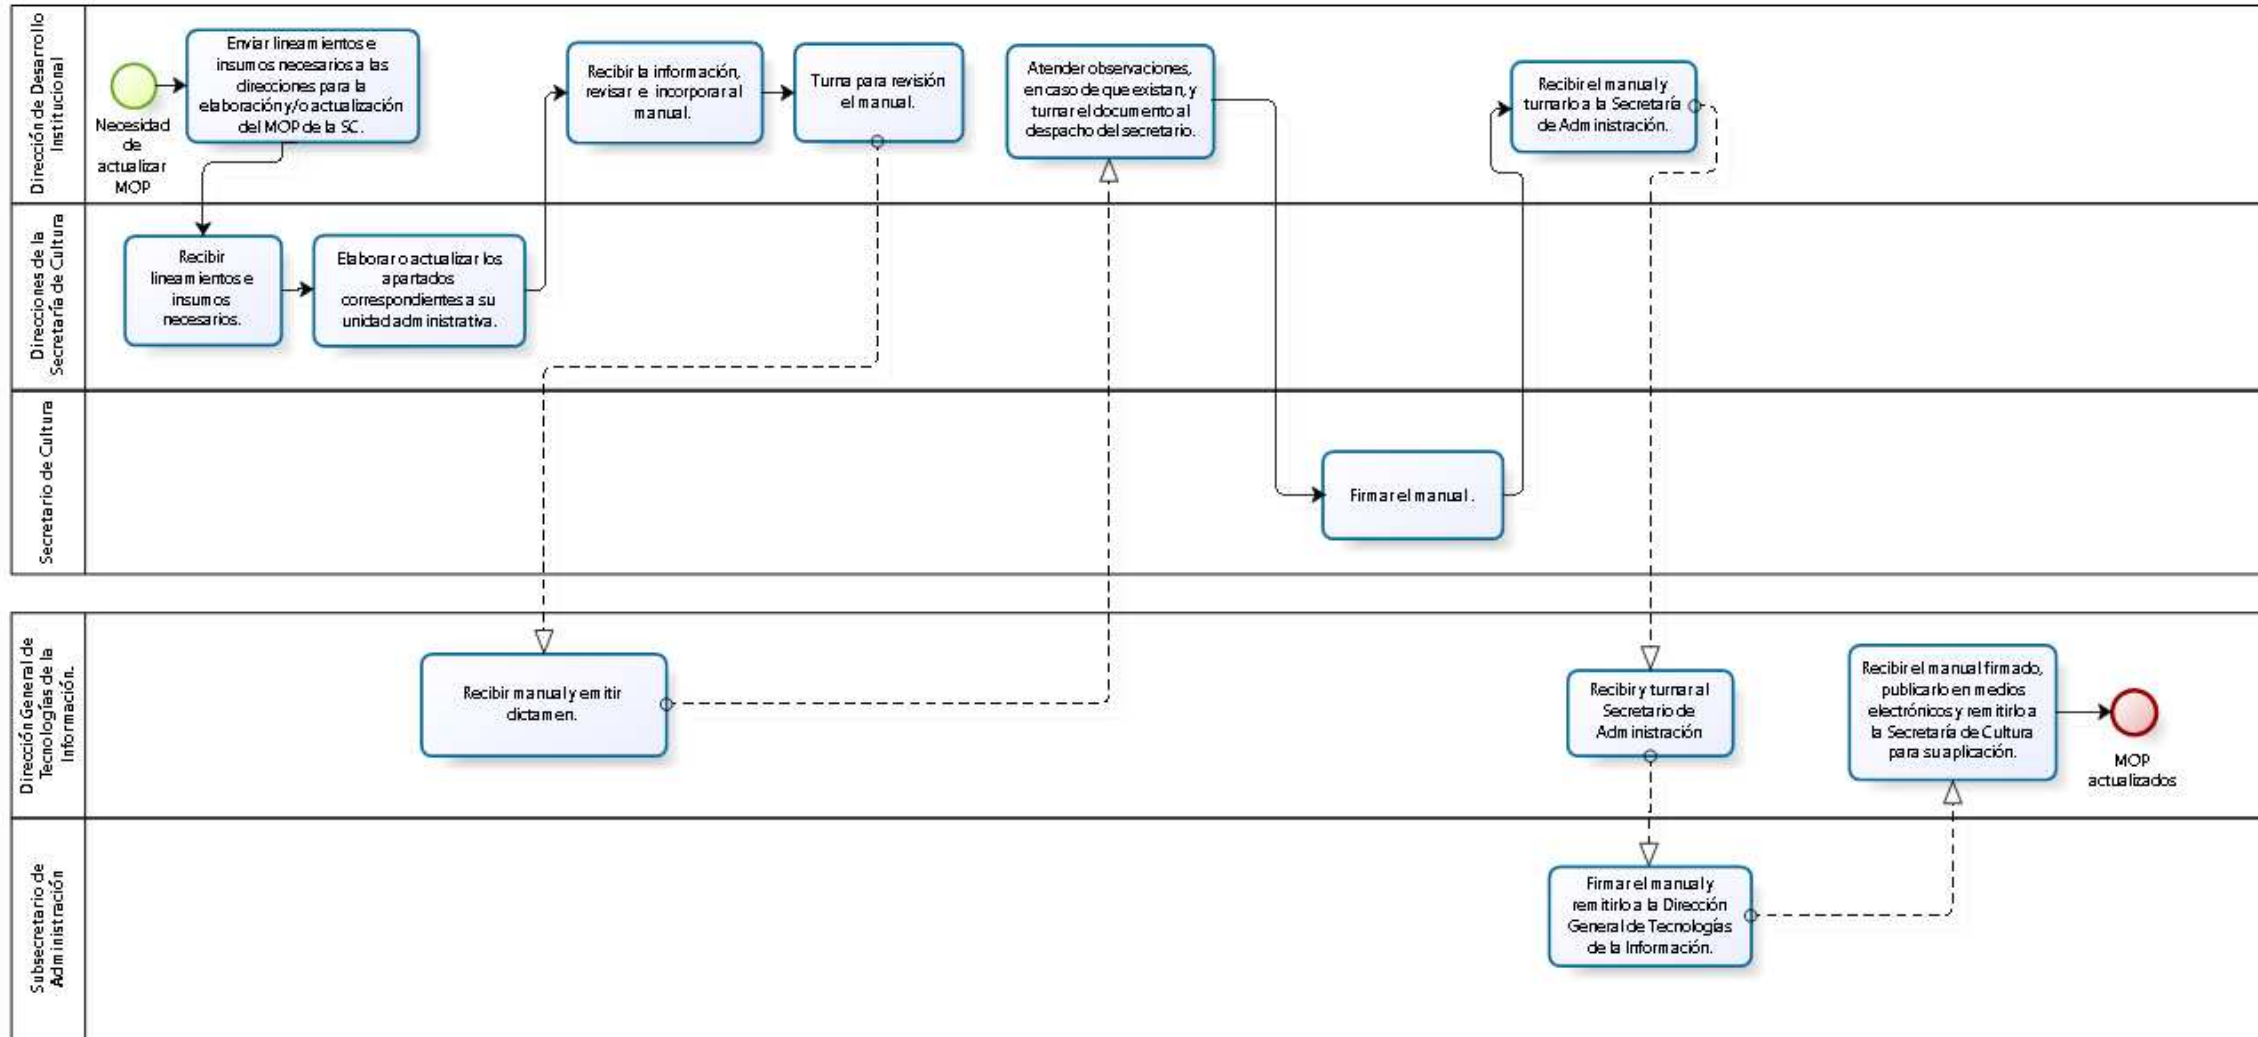 Dirección de Desarrollo
Institucional
Necesidad
de
actualizar
MOP
Enviar lineamientos e
insumos necesarios a las
direcciones para la
elaboración y/o actualización
del MOP de la SC.
Recibir la información,
revisar e incorporar al
manual.
Turna para revisión
el manual.
Atender observaciones,
en caso de que existan, y
turnar el documento al
despacho del secretario.
Recibir el manual y
turnarlo a la Secretaría
de Administración.
Direcciones de la
Secretaría de Cultura
Recibir
lineamientos e
insumos
necesarios.
Elaborar o actualizar los
apartados
correspondientes a su
unidad administrativa.
Secretario de Cultura
Firmar el manual .
Dirección General de
Tecnologías de la
Información.
Recibir manual y emitir
dictamen.
Recibir y turnar al
Secretario de
Administración
Recibir el manual firmado,
publicarlo en medios
electrónicos y remitirlo a
la Secretaría de Cultura
para su aplicación.
MOP
actualizados
Subsecretario de
Administración
Firmar el manual y
remitirlo a la Dirección
General de Tecnologías
de la Información.